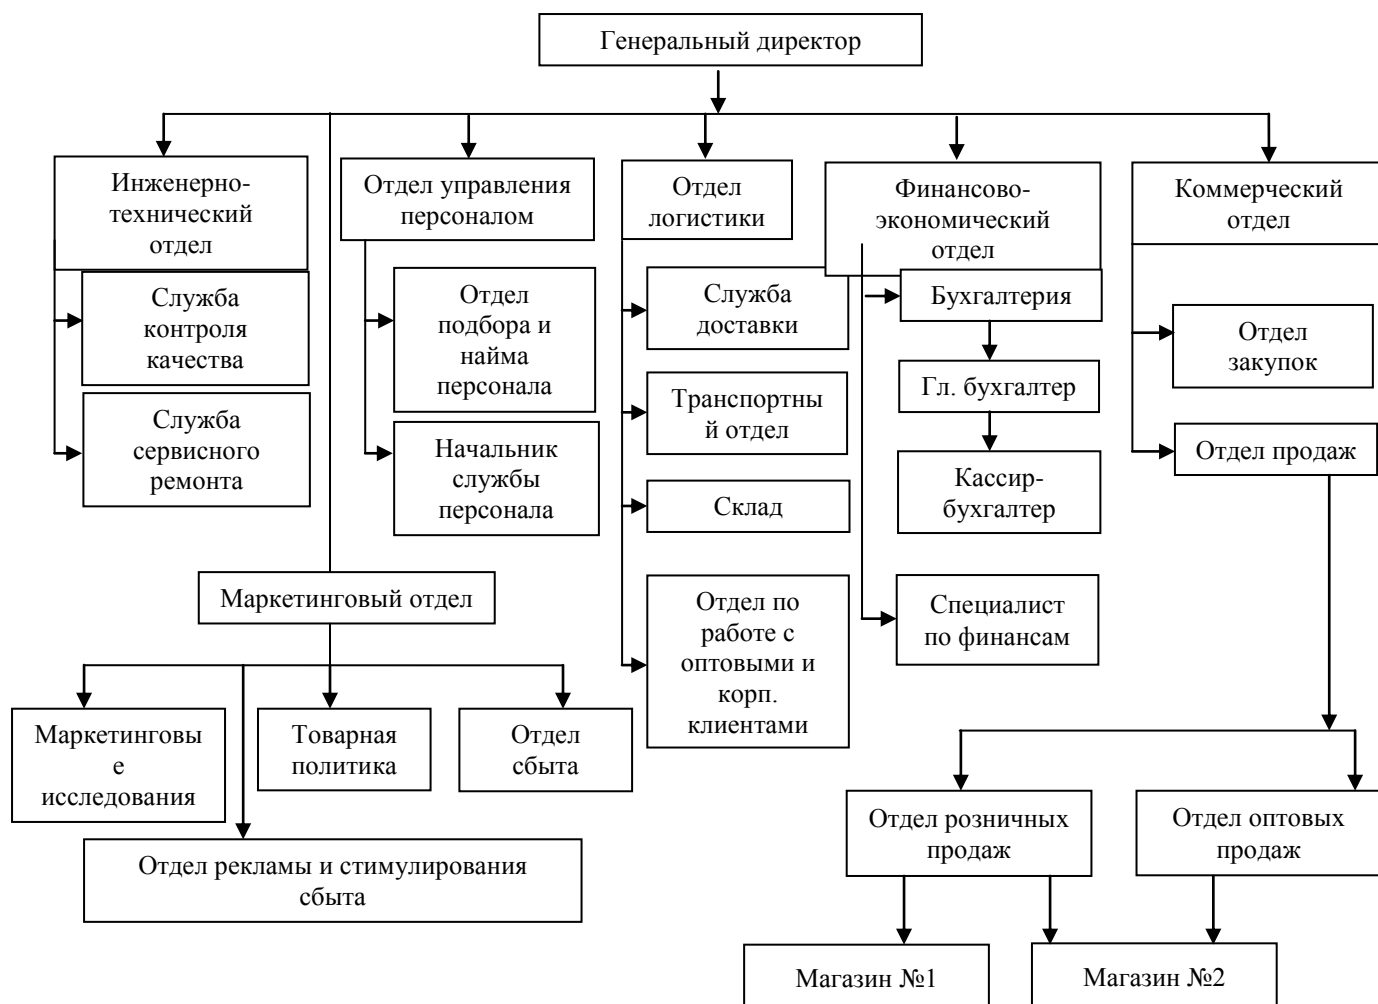 Генеральный директор
Инженерно-
технический
отдел
Отдел управления
персоналом
Отдел
логистики
Финансово-
экономический
отдел
Коммерческий
отдел
Служба
контроля
качества
Служба
сервисного
ремонта
Отдел
подбора и
найма
персонала
Начальник
службы
персонала
Служба
доставки
Транспортны
й отдел
Склад
Отдел по
работе с
оптовыми и
корп.
клиентами
Бухгалтерия
Гл. бухгалтер
Кассир-
бухгалтер
Специалист
по финансам
Отдел
закупок
Отдел продаж
Маркетинговый отдел
Маркетинговы
е
исследования
Товарная
политика
Отдел
сбыта
Отдел рекламы и стимулирования
сбыта
Отдел розничных
продаж
Отдел оптовых
продаж
Магазин №1
Магазин №2